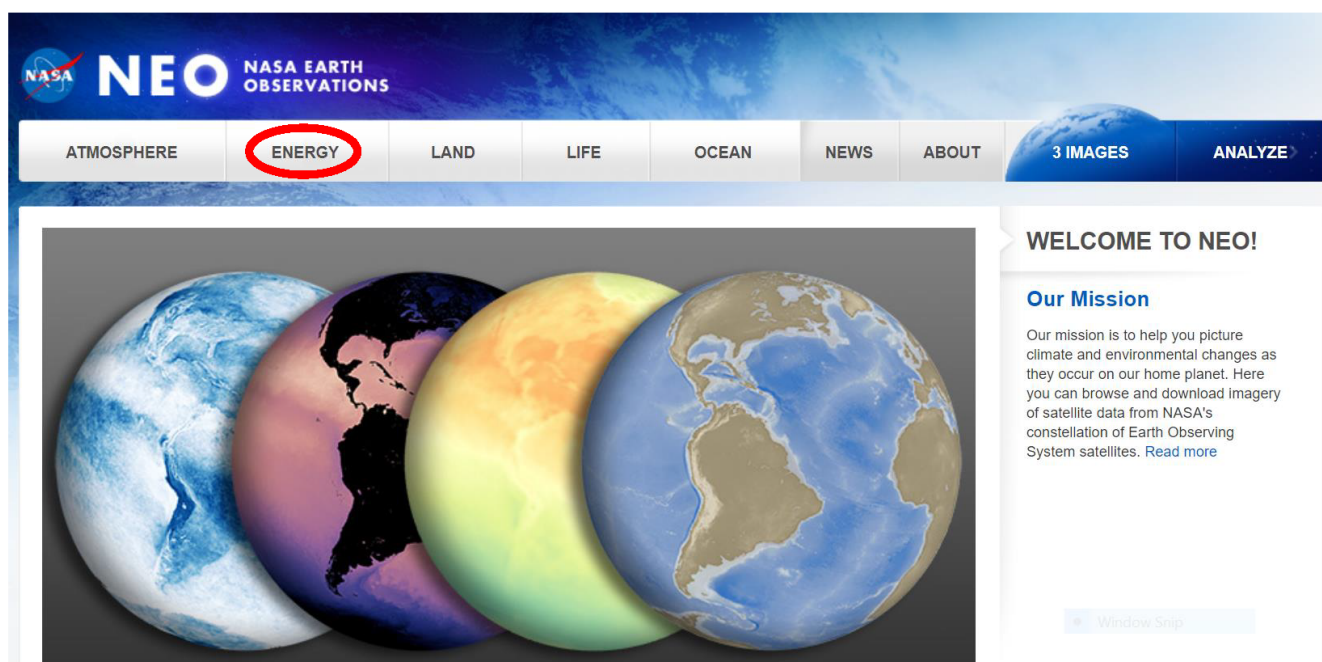 NASA
NEO
NASA EARTH
OBSERVATIONS
ATMOSPHERE ENERGY LAND LIFE OCEAN NEWS ABOUT 3 IMAGES ANALYZE
WELCOME TO NEO!
Our Mission
Our mission is to help you picture
climate and environmental changes as
they occur on our home planet. Here
you can browse and download imagery
of satellite data from NASA's
constellation of Earth Observing
System satellites. Read more
Window Snip